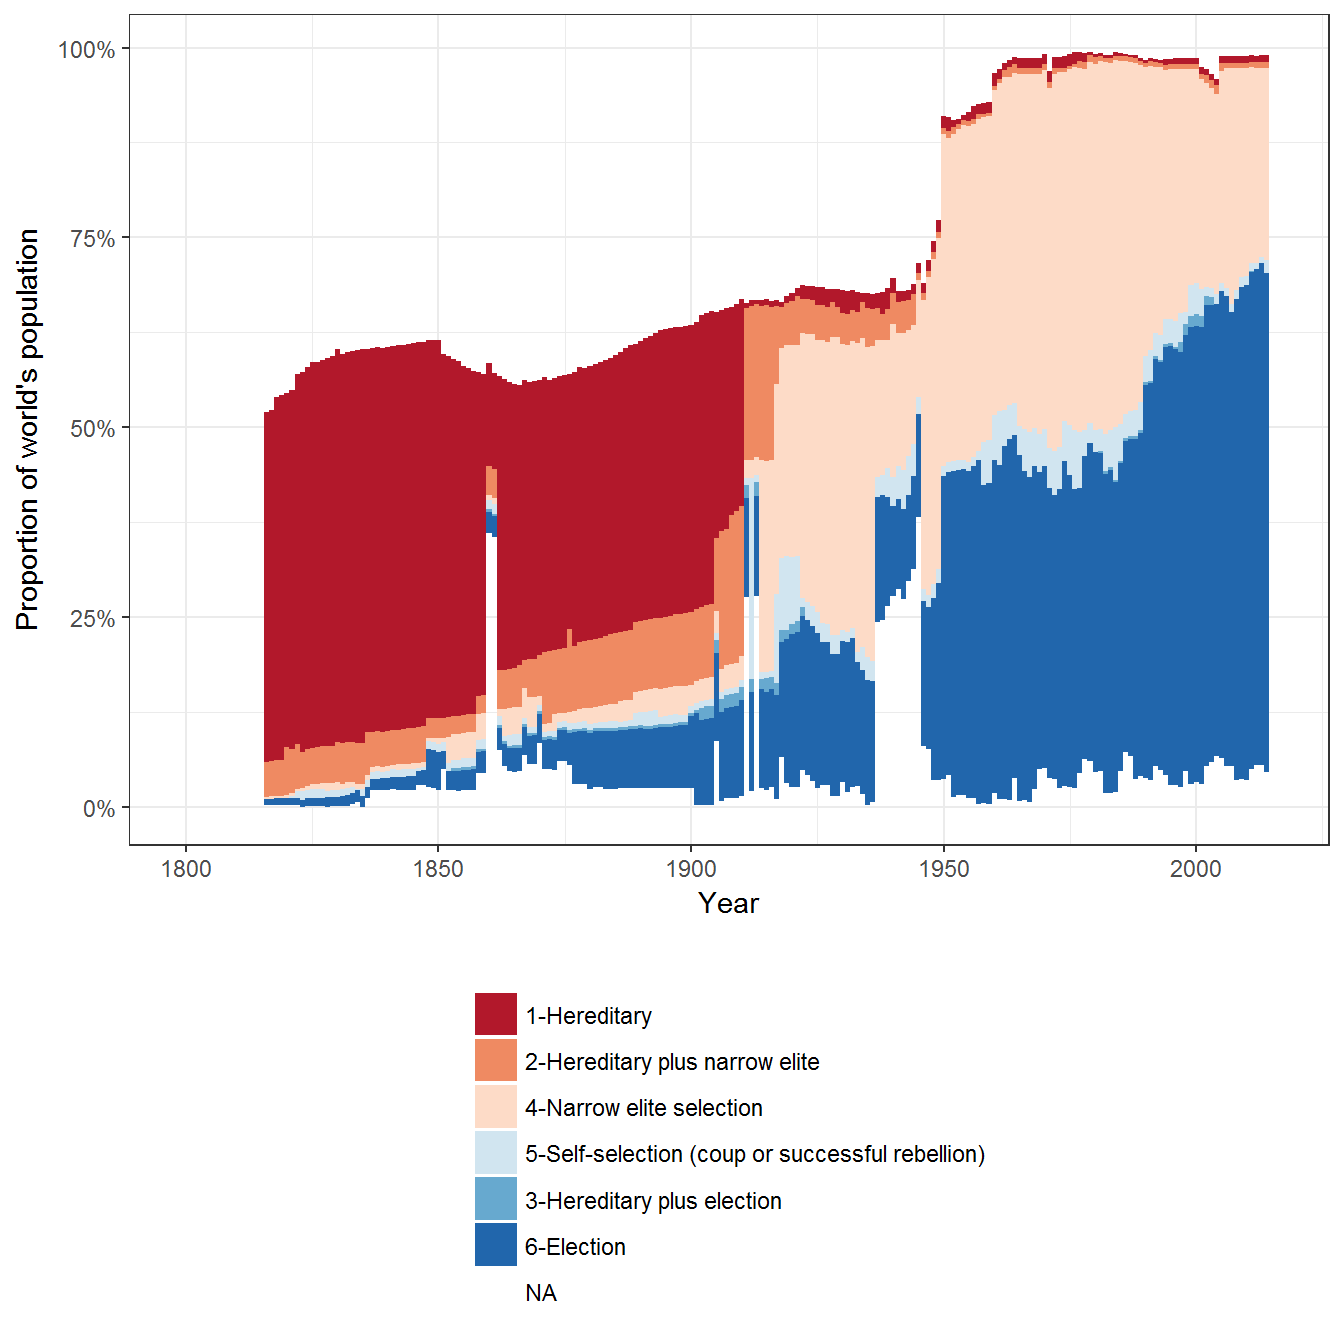 100%
75%
50%
25%
0%
Proportion of world's population
1800
1850
1900
1950
2000
Year
1-Hereditary
2-Hereditary plus narrow elite
4-Narrow elite selection
5-Self-selection (coup or successful rebellion)
3-Hereditary plus election
6-Election
NA